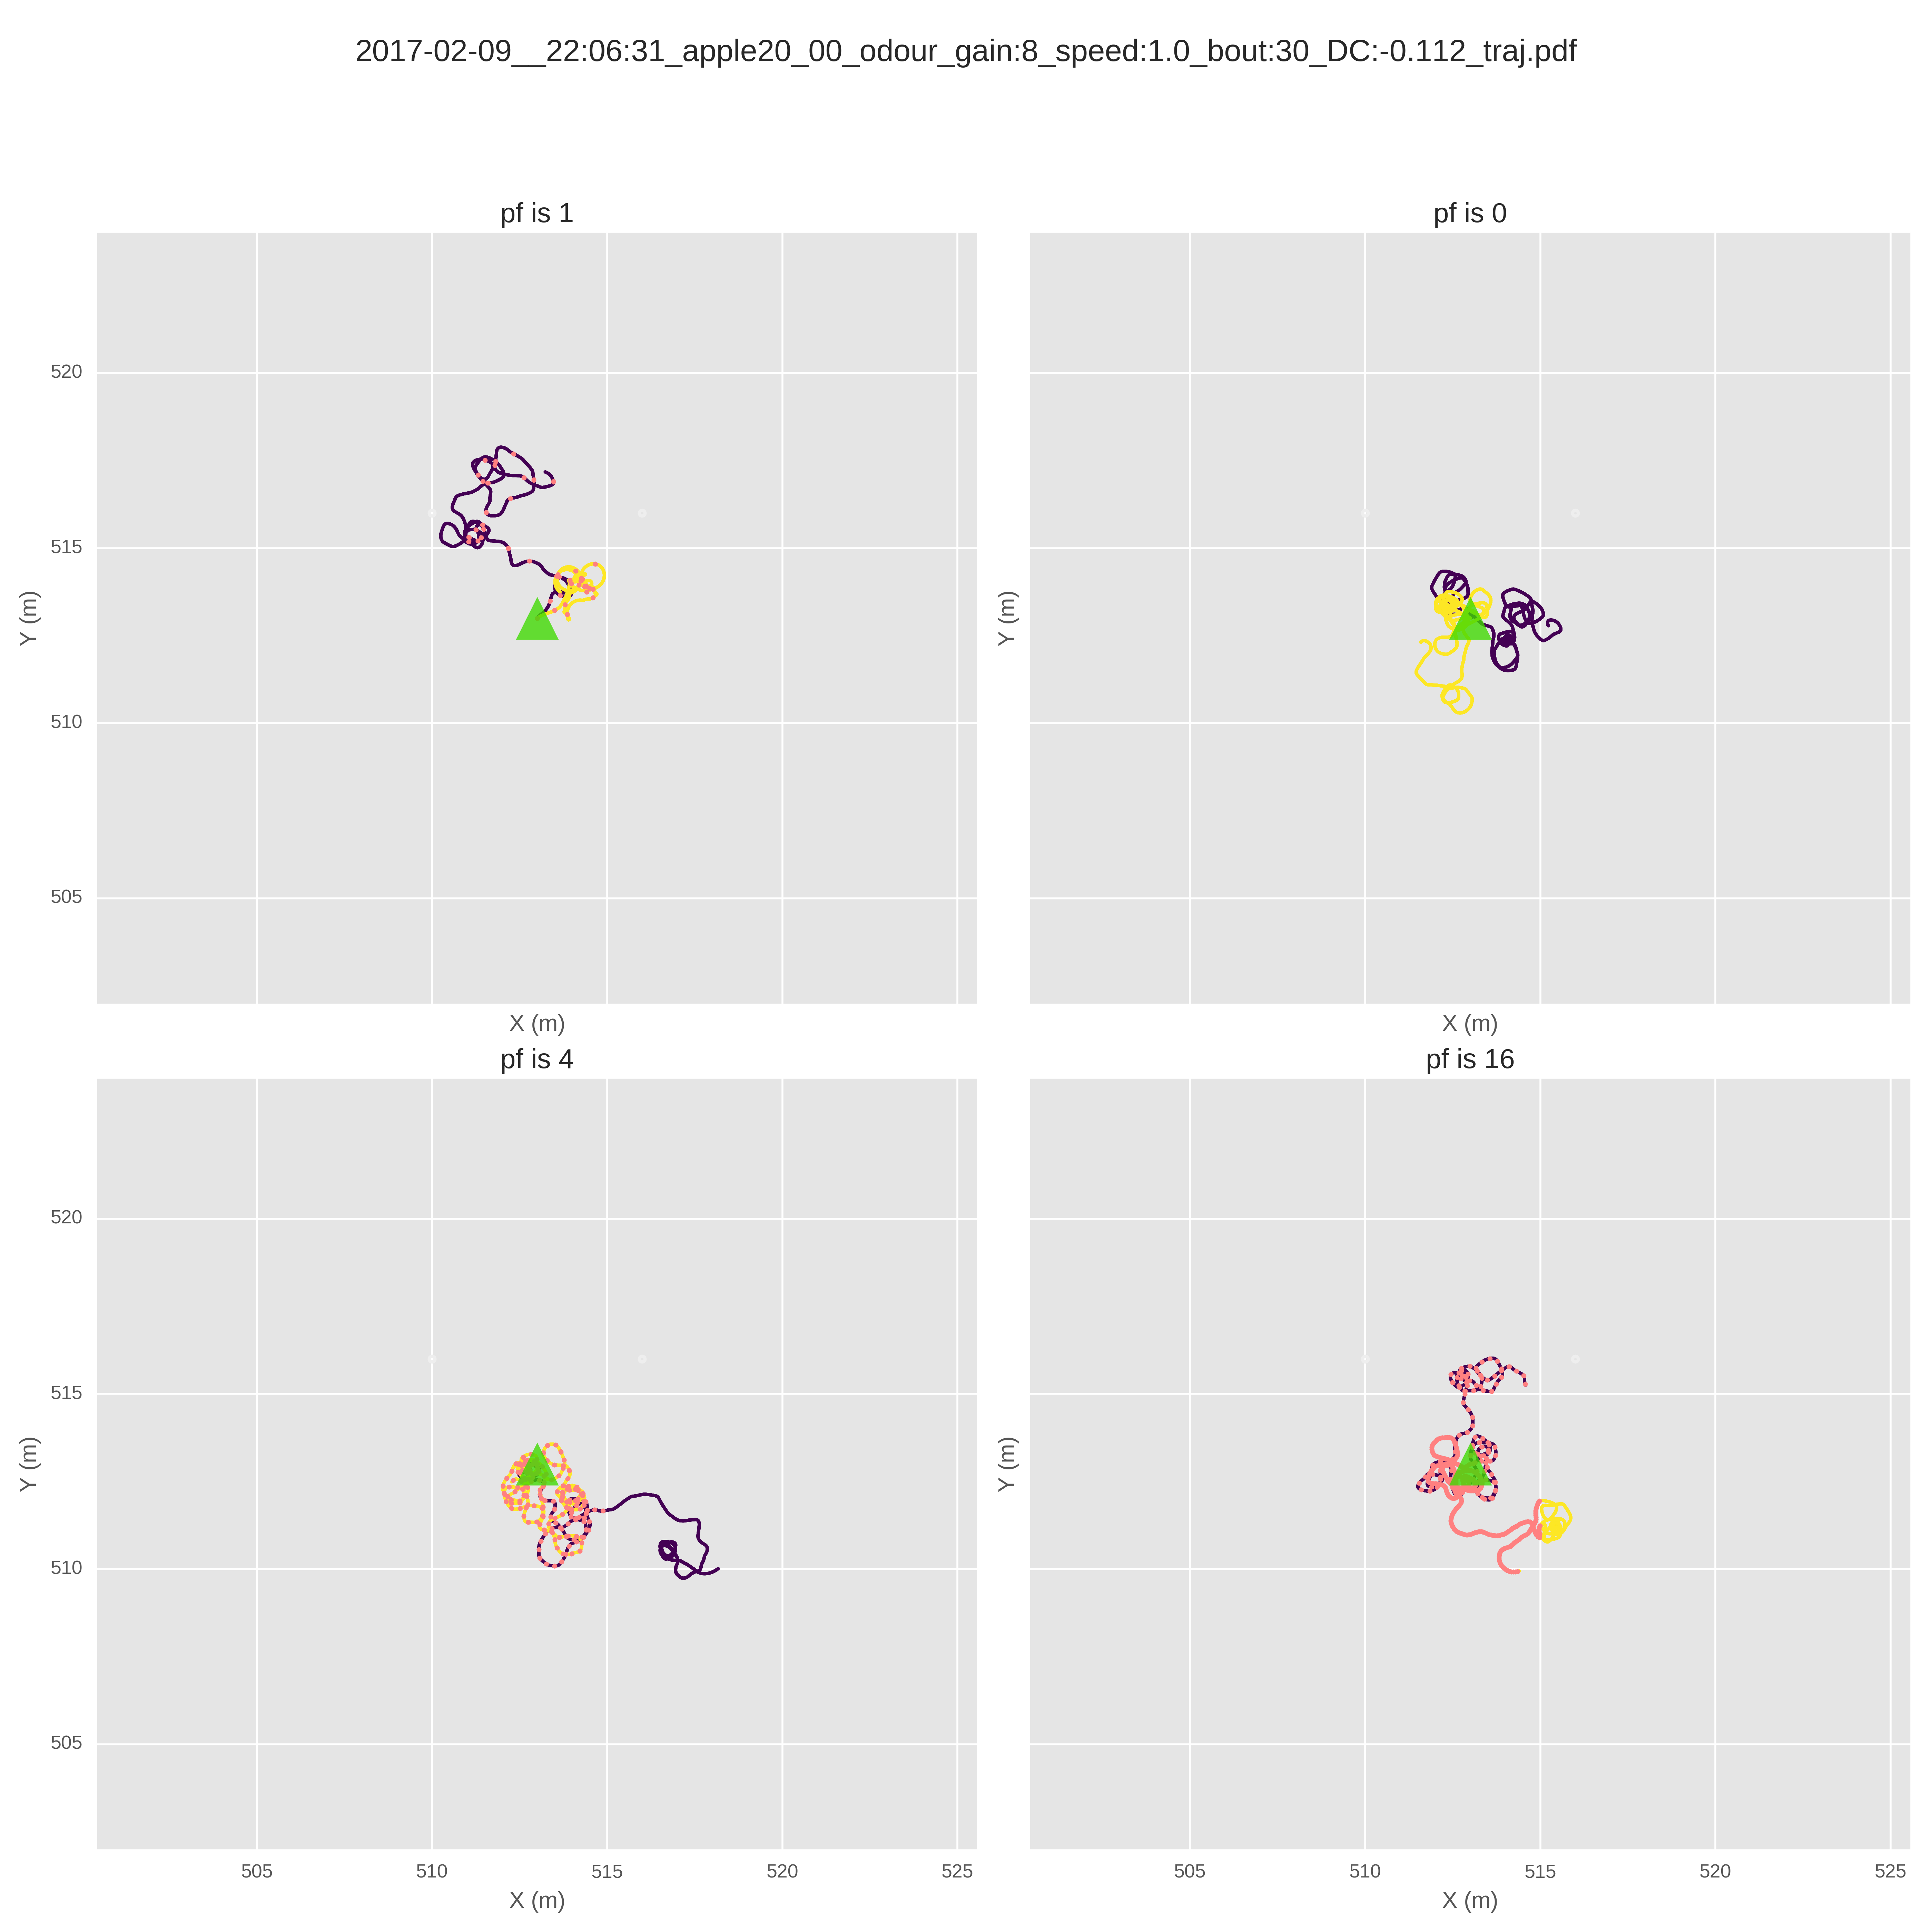 2017-02-09__22:06:31_apple20_00_odour_gain:8_speed:1.0_bout:30_DC:-0.112_traj.pdf
pf is 1
pf is 0
520
515
510
505
Y (m)
Y (m)
X (m)
X (m)
pf is 4
pf is 16
520
515
510
505
Y (m)
Y (m)
505 510 515 520 525
505 510 515 520 525
X (m)
X (m)